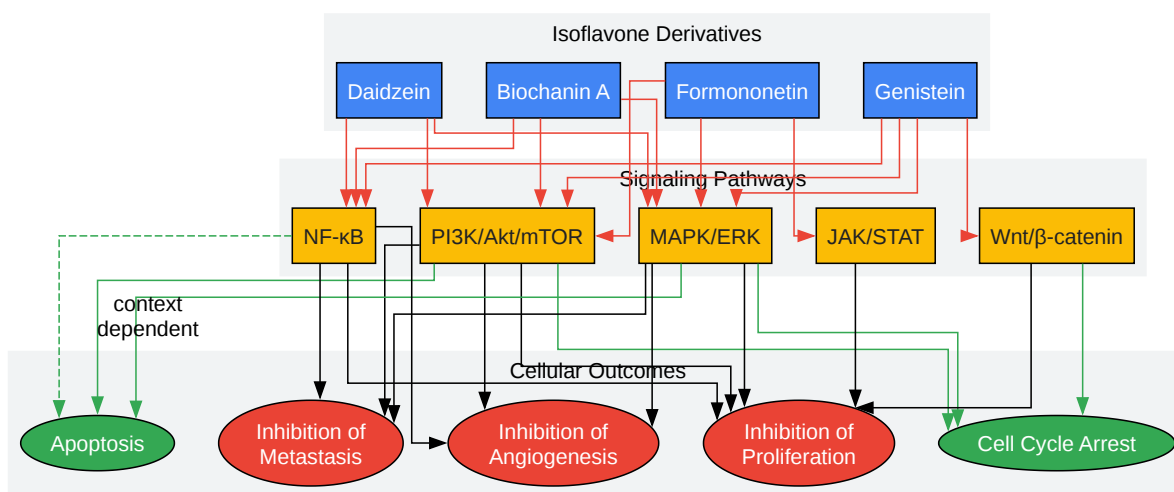 Isoflavone Derivatives
Daidzein
Biochanin A
Formononetin
Genistein
Signaling Pathways
NF-κB
PI3K/Akt/mTOR
MAPK/ERK
JAK/STAT
Wnt/β-catenin
context
dependent
Cellular Outcomes
Apoptosis
Inhibition of
Metastasis
Inhibition of
Angiogenesis
Inhibition of
Proliferation
Cell Cycle Arrest